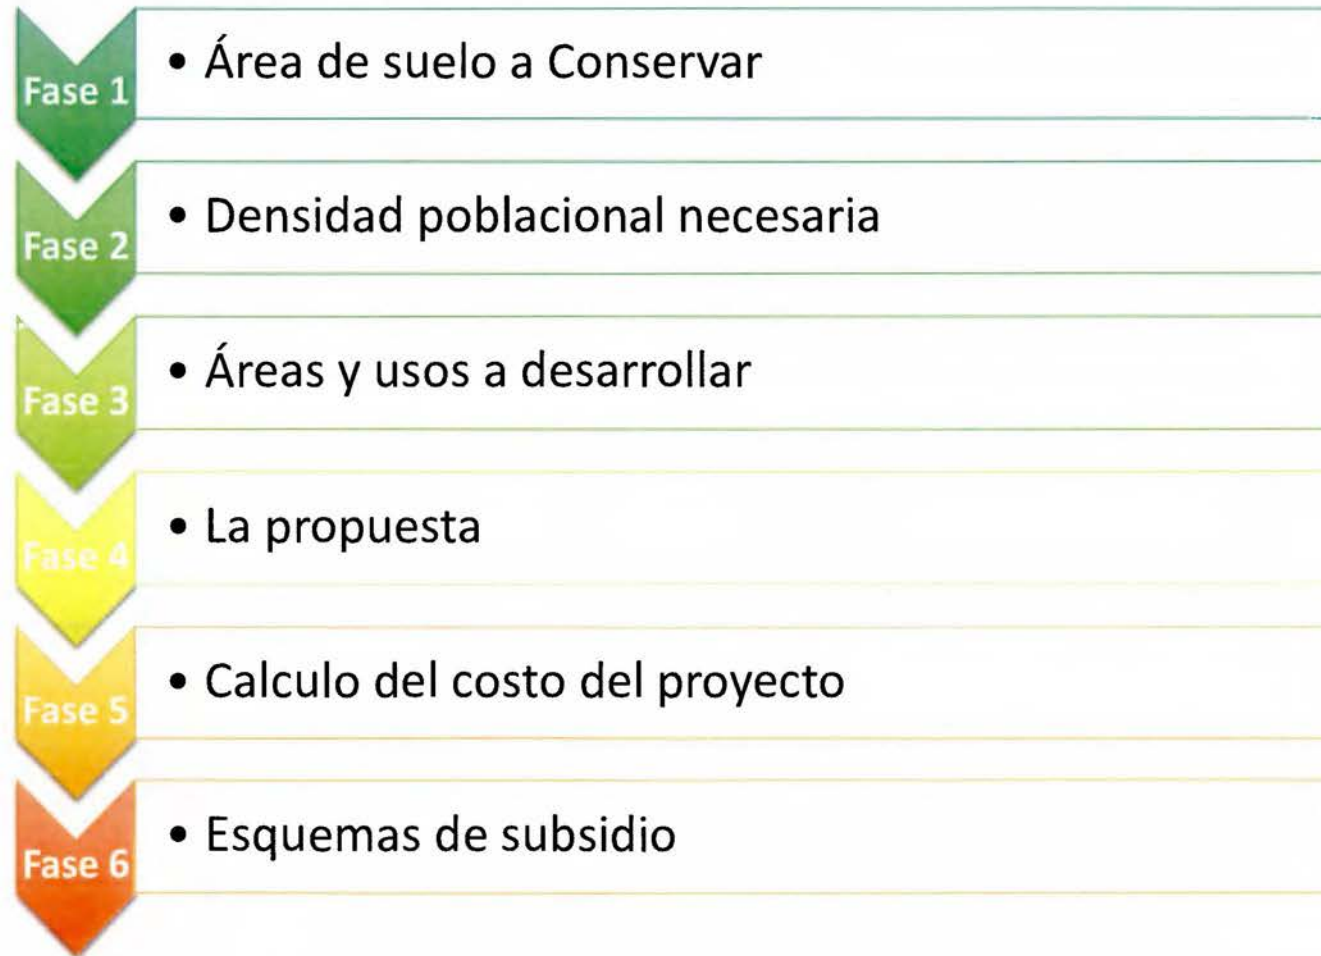 Fase 1
• Área de suelo a Conservar
Fase 2
• Densidad poblacional necesaria
Fase 3
• Áreas y usos a desarrollar
Fase 4
• La propuesta
Fase 5
• Calculo del costo del proyecto
Fase 6
• Esquemas de subsidio